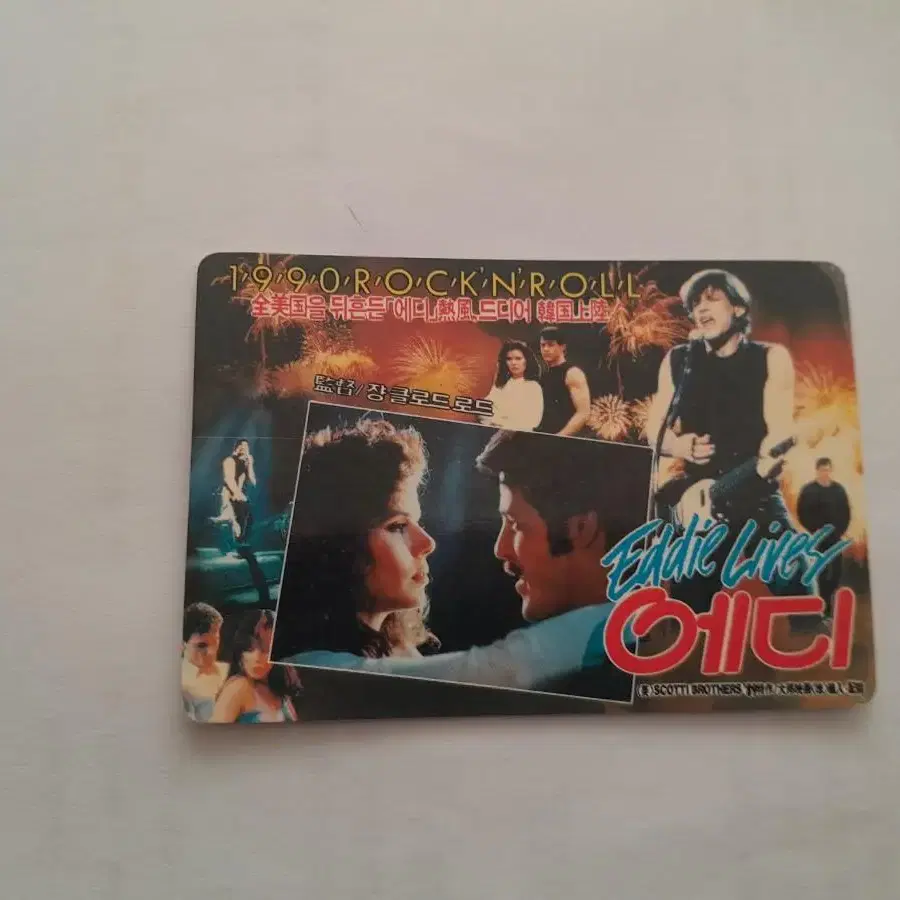 1990 ROCK'N'ROLL
全美国을 뒤흔든「에디」熱風, 드디어 韓国上陸
監督/ 쟝 클로드 로드
Eddie Lives
에디
SCOTTI BROTHERS